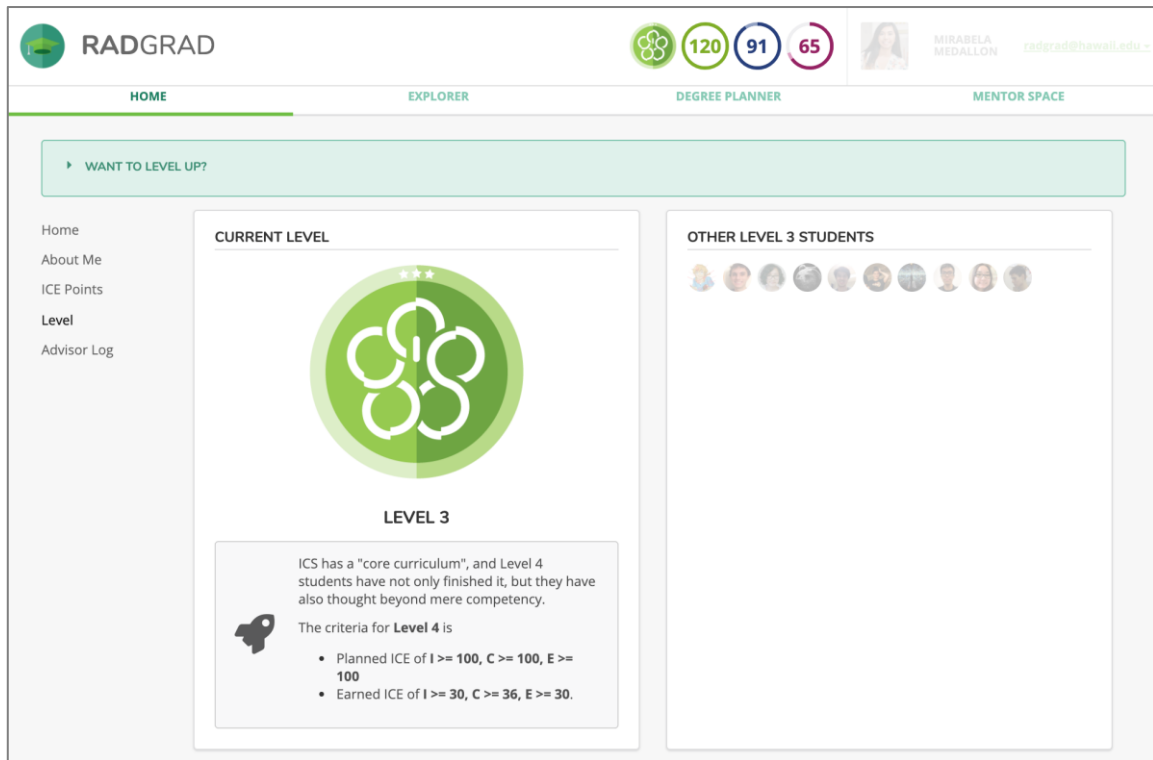 RADGRAD
120 91 65
MIRABELA
MEDALLON
radgrad@hawaii.edu
HOME EXPLORER DEGREE PLANNER MENTOR SPACE
WANT TO LEVEL UP?
Home
About Me
ICE Points
Level
Advisor Log
CURRENT LEVEL
LEVEL 3
ICS has a "core curriculum", and Level 4
students have not only finished it, but they have
also thought beyond mere competency.
The criteria for Level 4 is
• Planned ICE of I >= 100, C >= 100, E >=
100
• Earned ICE of I >= 30, C >= 36, E >= 30.
OTHER LEVEL 3 STUDENTS